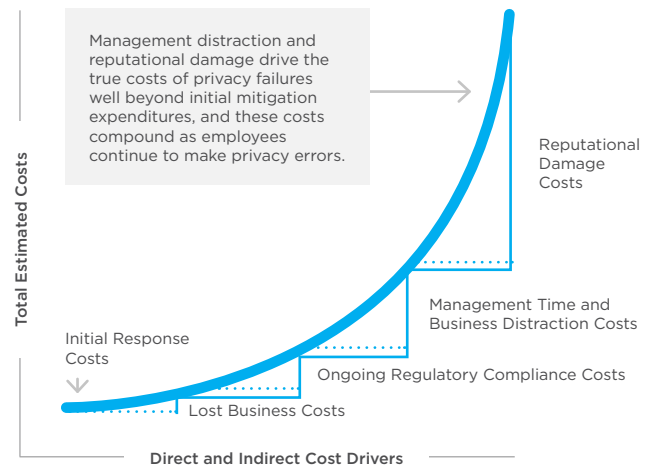 Management distraction and
reputational damage drive the
true costs of privacy failures
well beyond initial mitigation
expenditures, and these costs
compound as employees
continue to make privacy errors.
Reputational
Damage
Costs
Total Estimated Costs
Management Time and
Business Distraction Costs
Initial Response
Costs
Ongoing Regulatory Compliance Costs
Lost Business Costs
Direct and Indirect Cost Drivers